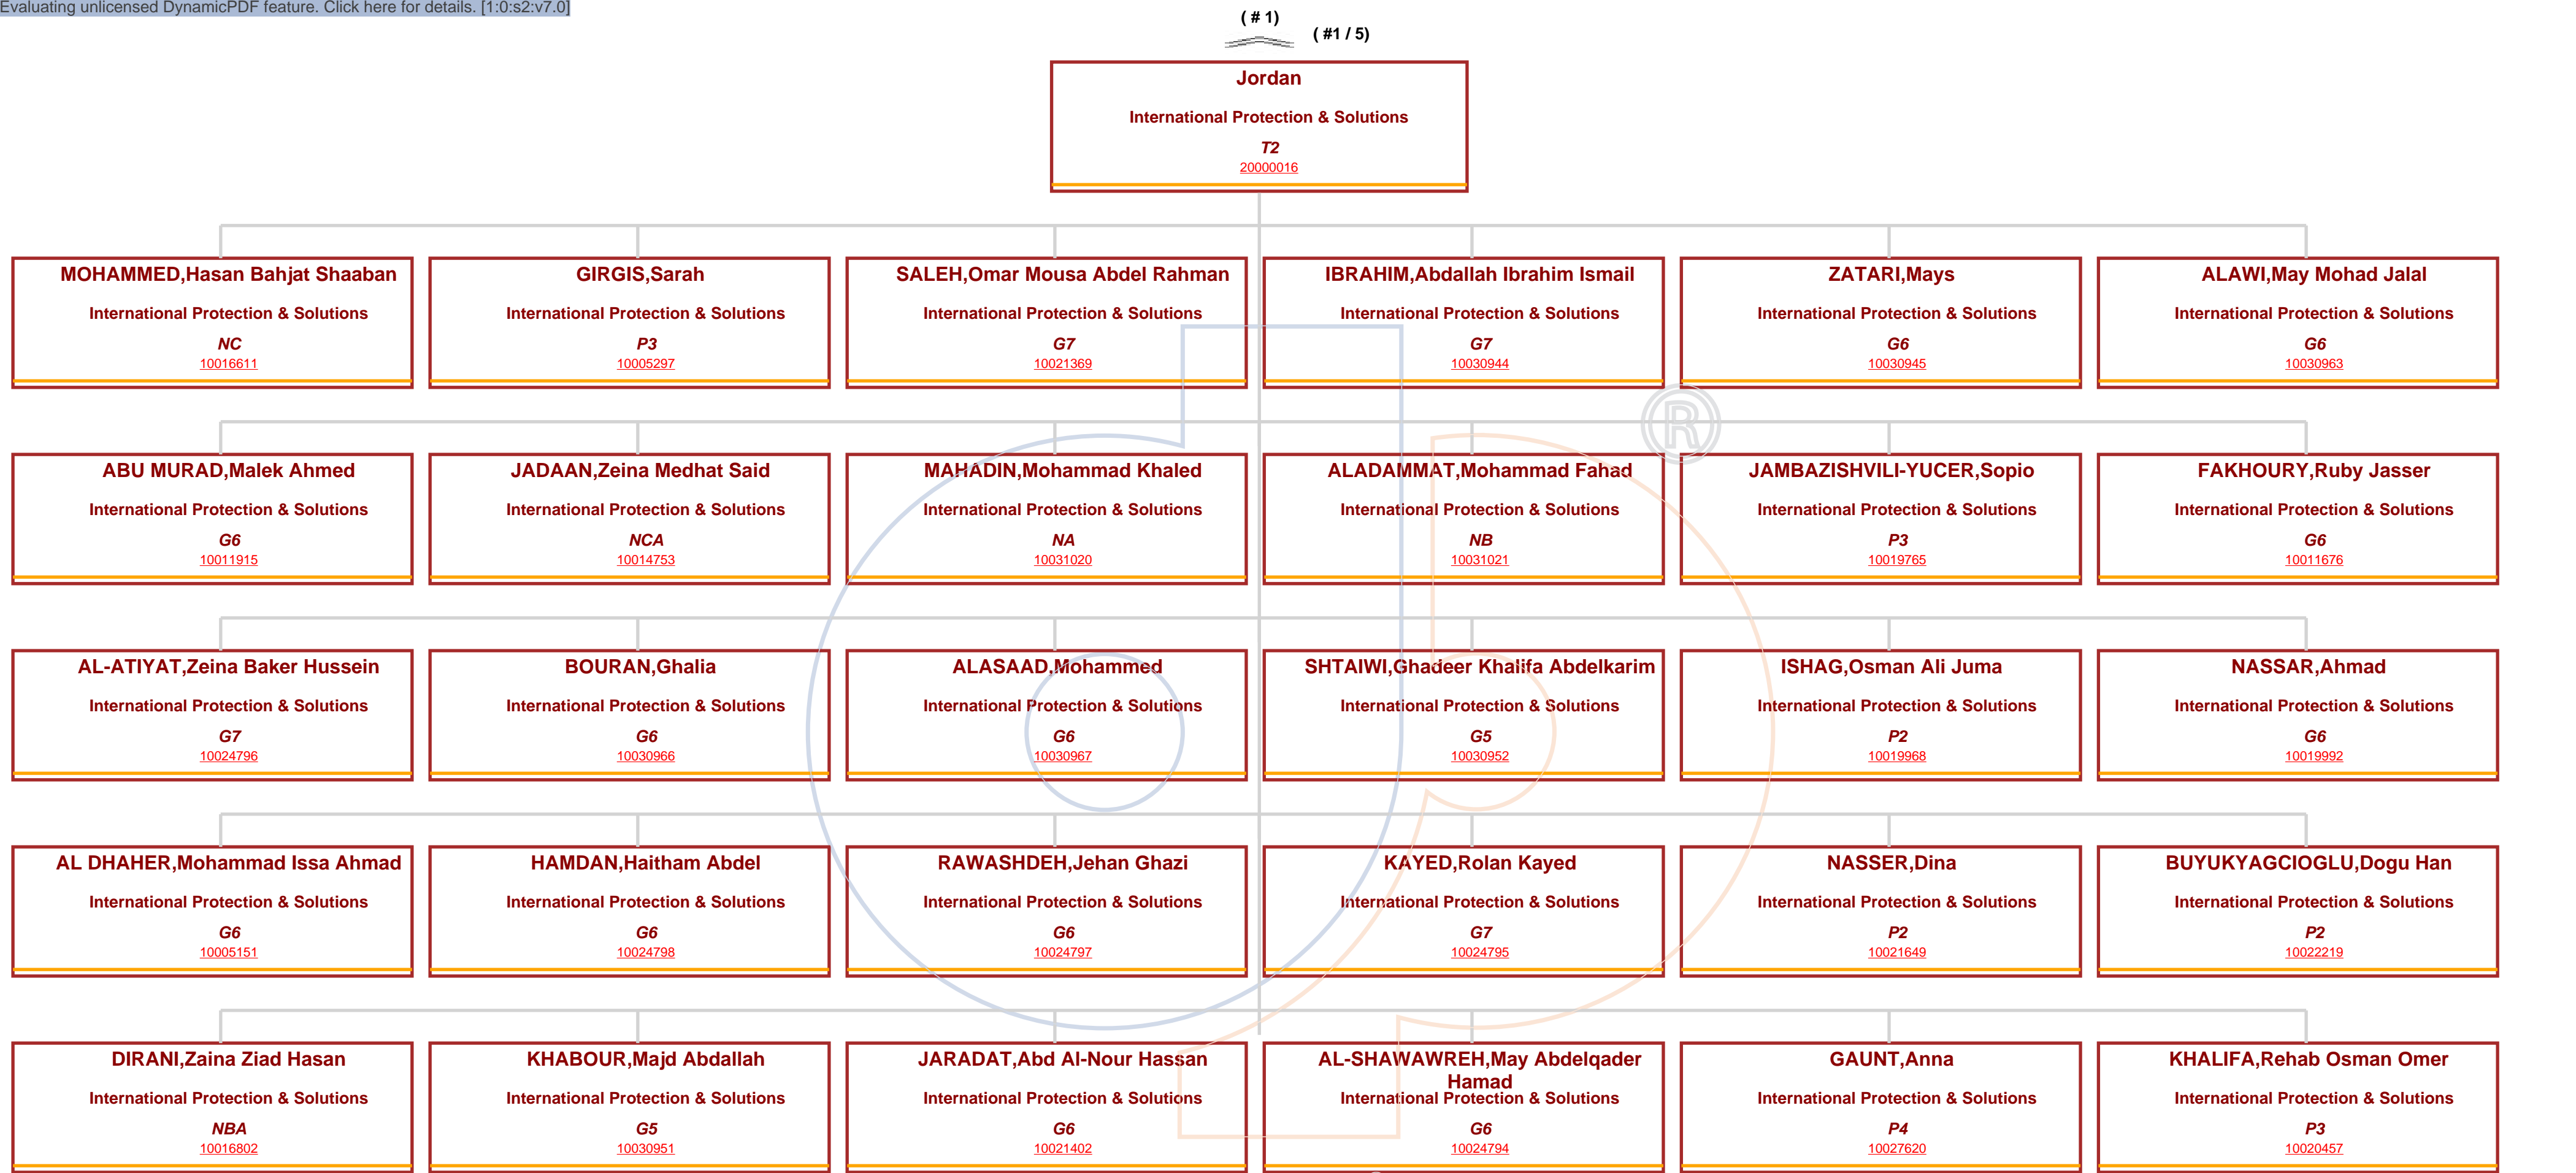 Evaluating unlicensed DynamicPDF feature. Click here for details. [1:0:s2:v7.0]
( # 1)
( #1 / 5)
Jordan
International Protection & Solutions
T2
20000016
MOHAMMED,Hasan Bahjat Shaaban
International Protection & Solutions
NC
10016611
GIRGIS,Sarah
International Protection & Solutions
P3
10005297
SALEH,Omar Mousa Abdel Rahman
International Protection & Solutions
G7
10021369
IBRAHIM,Abdallah Ibrahim Ismail
International Protection & Solutions
G7
10030944
ZATARI,Mays
International Protection & Solutions
G6
10030945
ALAWI,May Mohad Jalal
International Protection & Solutions
G6
10030963
ABU MURAD,Malek Ahmed
International Protection & Solutions
G6
10011915
JADAAN,Zeina Medhat Said
International Protection & Solutions
NCA
10014753
MAHADIN,Mohammad Khaled
International Protection & Solutions
NA
10031020
ALADAMMAT,Mohammad Fahad
International Protection & Solutions
NB
10031021
JAMBAZISHVILI-YUCER,Sopio
International Protection & Solutions
P3
10019765
FAKHOURY,Ruby Jasser
International Protection & Solutions
G6
10011676
AL-ATIYAT,Zeina Baker Hussein
International Protection & Solutions
G7
10024796
BOURAN,Ghalia
International Protection & Solutions
G6
10030966
ALASAAD,Mohammed
International Protection & Solutions
G6
10030967
SHTAIWI,Ghadeer Khalifa Abdelkarim
International Protection & Solutions
G5
10030952
ISHAG,Osman Ali Juma
International Protection & Solutions
P2
10019968
NASSAR,Ahmad
International Protection & Solutions
G6
10019992
AL DHAHER,Mohammad Issa Ahmad
International Protection & Solutions
G6
10005151
HAMDAN,Haitham Abdel
International Protection & Solutions
G6
10024798
RAWASHDEH,Jehan Ghazi
International Protection & Solutions
G6
10024797
KAYED,Rolan Kayed
International Protection & Solutions
G7
10024795
NASSER,Dina
International Protection & Solutions
P2
10021649
BUYUKYAGCIOGLU,Dogu Han
International Protection & Solutions
P2
10022219
DIRANI,Zaina Ziad Hasan
International Protection & Solutions
NBA
10016802
KHABOUR,Majd Abdallah
International Protection & Solutions
G5
10030951
JARADAT,Abd Al-Nour Hassan
International Protection & Solutions
G6
10021402
AL-SHAWAWREH,May Abdelqader
Hamad
International Protection & Solutions
G6
10024794
GAUNT,Anna
International Protection & Solutions
P4
10027620
KHALIFA,Rehab Osman Omer
International Protection & Solutions
P3
10020457
®